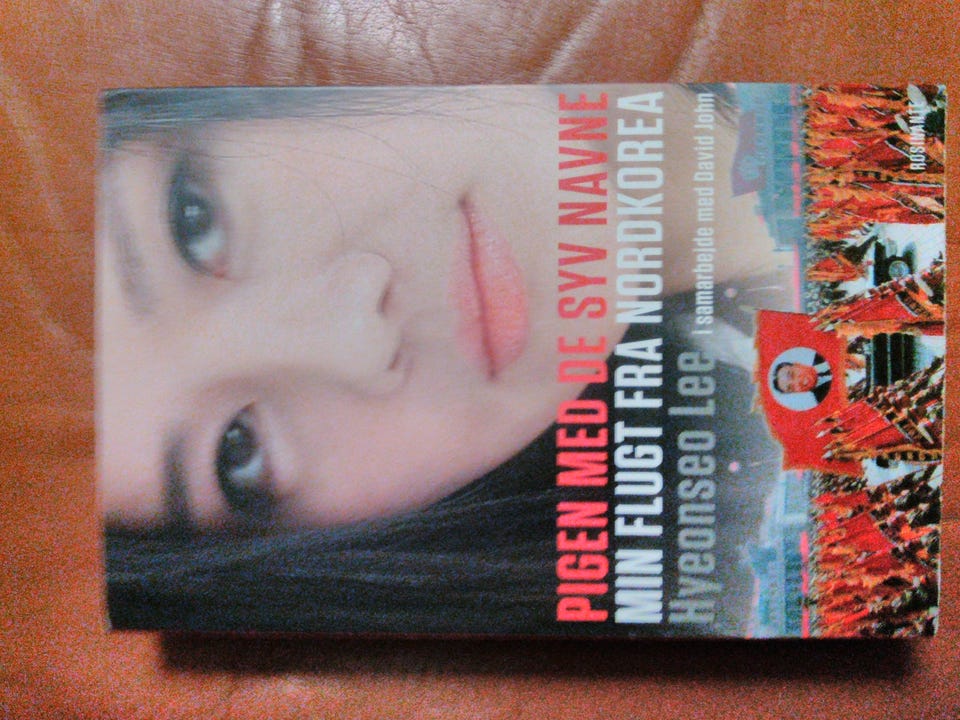 PIGEN MED DE SYV NAVNE
MIN FLUGT FRA NORDKOREA
Hyeonseo Lee I samarbejde med David John
ROSINANTE